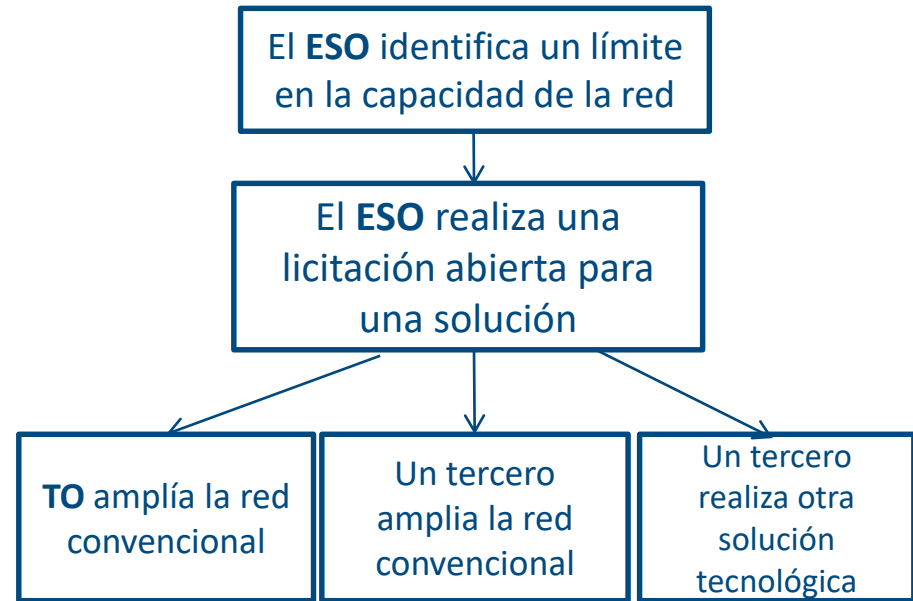 El ESO identifica un límite
en la capacidad de la red
El ESO realiza una
licitación abierta para
una solución
TO amplía la red
convencional
Un tercero
amplia la red
convencional
Un tercero
realiza otra
solución
tecnológica